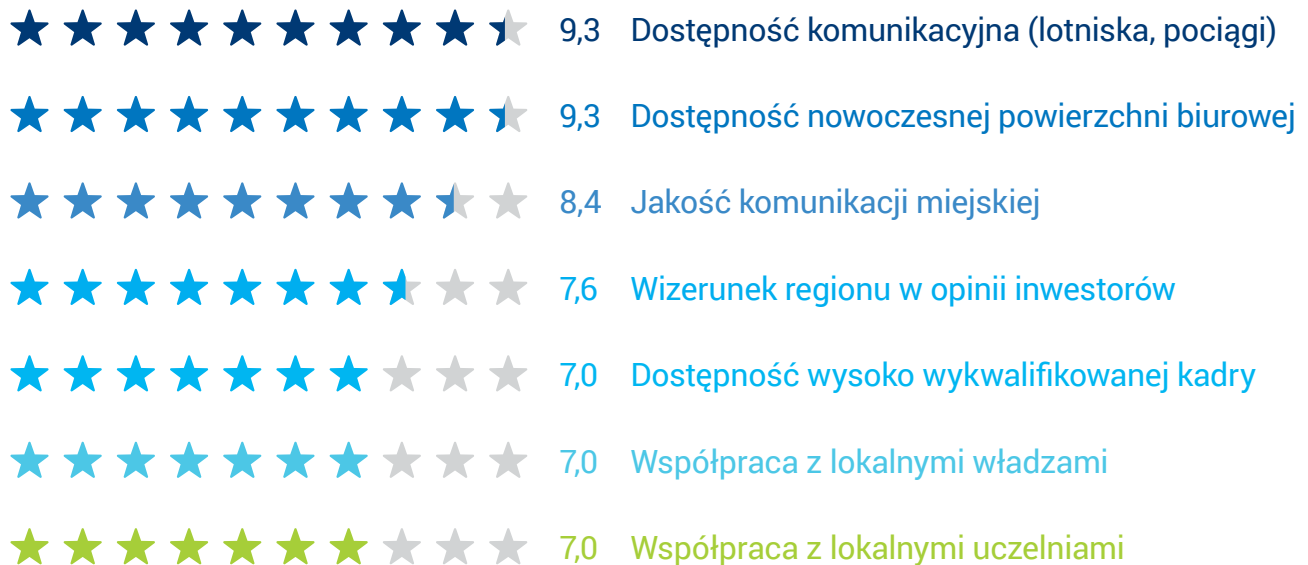 9,3 Dostępność komunikacyjna (lotniska, pociągi)
9,3 Dostępność nowoczesnej powierzchni biurowej
8,4 Jakość komunikacji miejskiej
7,6 Wizerunek regionu w opinii inwestorów
7,0 Dostępność wysoko wykwalifikowanej kadry
7,0 Współpraca z lokalnymi władzami
7,0 Współpraca z lokalnymi uczelniami